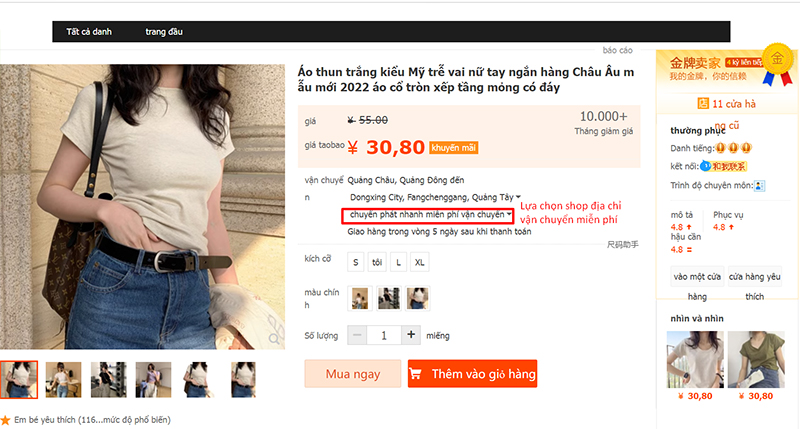 Tất cả danh
trang đầu
báo cáo
Áo thun trắng kiểu Mỹ trễ vai nữ tay ngắn hàng Châu Âu m
ẫu mới 2022 áo cổ tròn xếp tầng mỏng có đáy
giá
¥ 55.00
10.000+
Tháng giảm giá
giá taobao
¥ 30,80
khuyến mãi
vận chuyể
n
Quảng Châu, Quảng Đông đến
Dongxing City, Fangchenggang, Quảng Tây
chuyển phát nhanh miễn phí vận chuyển
Giao hàng trong vòng 5 ngày sau khi thanh toán
Lựa chọn shop địa chỉ
vận chuyển miễn phí
尺码助手
kích cỡ
S
tôi
L
XL
màu chín
h
Số lượng
1
miếng
Mua ngay
Thêm vào giỏ hàng
Em bé yêu thích (116...mức độ phổ biến)
金牌卖家
4 kỳ liên tiếp
金
我的金牌，你的信赖
11 cửa hà
ng cũ
thường phục
Danh tiếng:
kết nối:
和我联系
Trình độ chuyên môn:
mô tả
Phục vụ
4.8
4.8
hậu cần
4.8
vào một cửa
hàng
cửa hàng yêu
thích
nhìn và nhìn
¥ 30,80
¥ 30,80